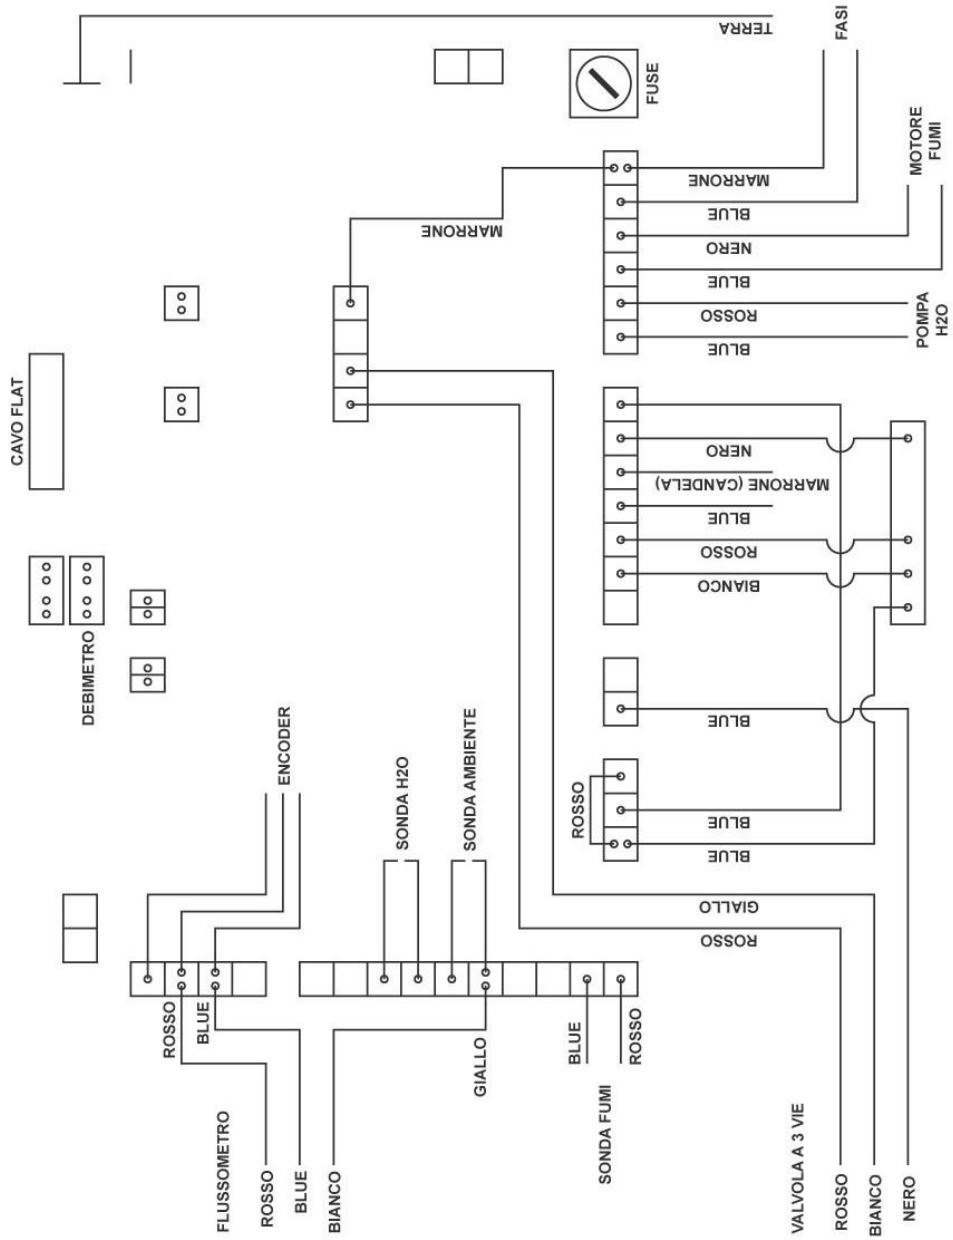 TERRA
FASI
FUSE
MARRONE
BLUE
NERO
BLUE
ROSSO
BLUE
MOTORE
FUMI
POMPA
H2O
MARRONE
CAVO FLAT
NERO
MARRONE (CANDELA)
BLUE
ROSSO
BIANCO
DEBIMETRO
BLUE
ENCODER
SONDA H2O
SONDA AMBIENTE
ROSSO
BLUE
BLUE
GIALLO
ROSSO
ROSSO
BLUE
GIALLO
BLUE
ROSSO
FLUSSOMETRO
ROSSO
BLUE
BIANCO
SONDA FUMI
VALVOLA A 3 VIE
ROSSO
BIANCO
NERO